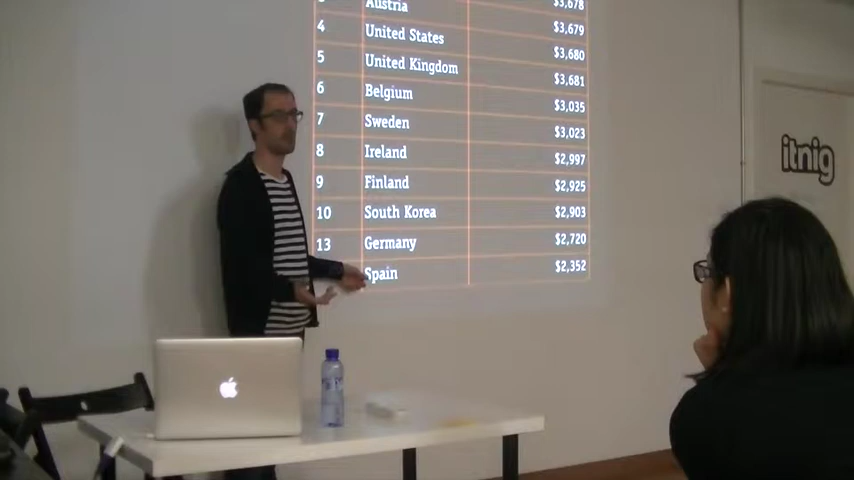 Austria $3,678
4 United States $3,679
5 United Kingdom $3,680
6 Belgium $3,681
7 Sweden $3,035
8 Ireland $3,023
9 Finland $2,997
10 South Korea $2,925
13 Germany $2,903
Spain $2,720
$2,352
itnig